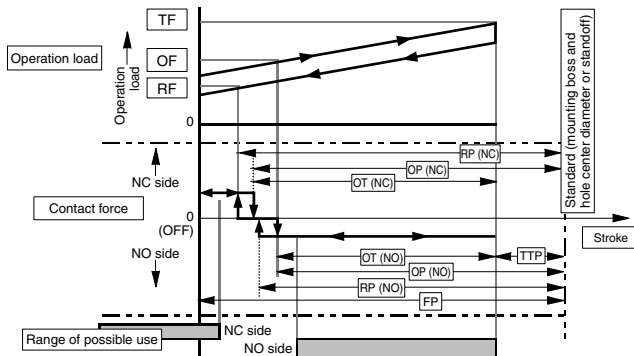 TF
Operation load
OF
RF
Operation
load
0
Standard (mounting boss and
hole center diameter or standoff)
RP (NC)
OP (NC)
OT (NC)
NC side
Contact force
0
(OFF)
Stroke
NO side
OT (NO)
TTP
OP (NO)
RP (NO)
FP
NC side
Range of possible use
NO side